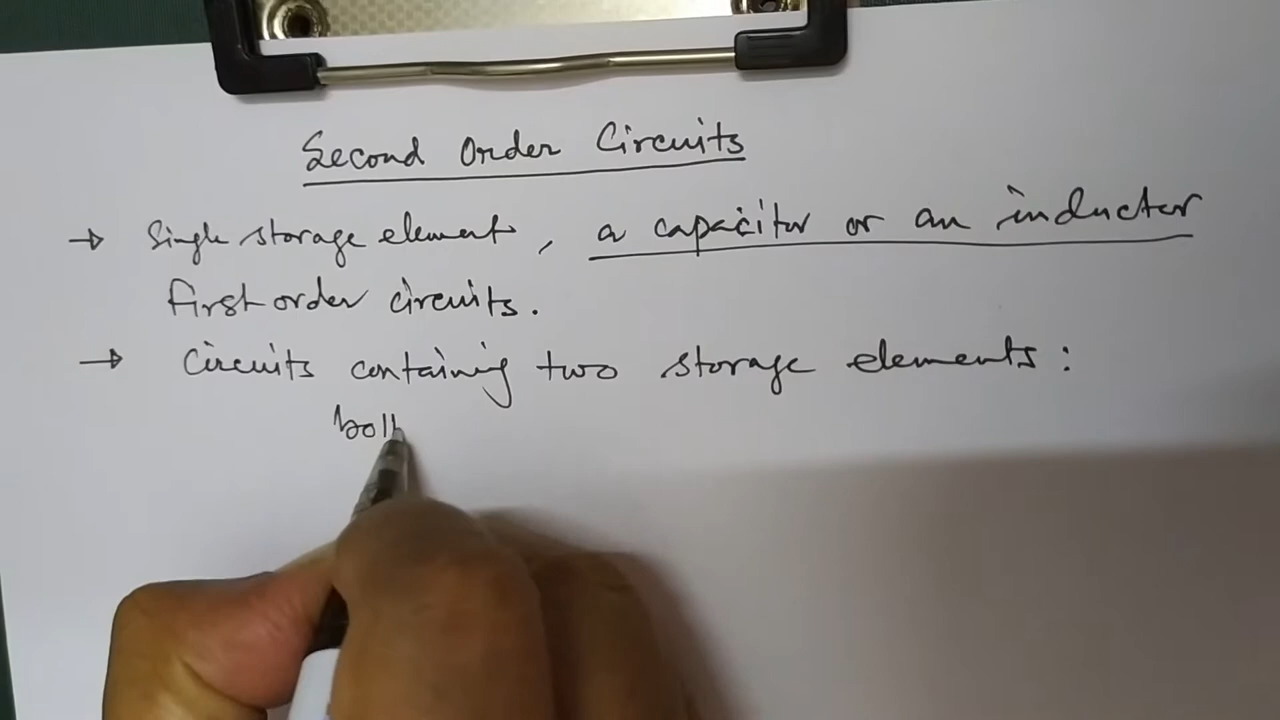 Second Order Circuits
→ Single storage element, a capacitor or an inductor
first order circuits.
→ Circuits containing two storage elements:
both